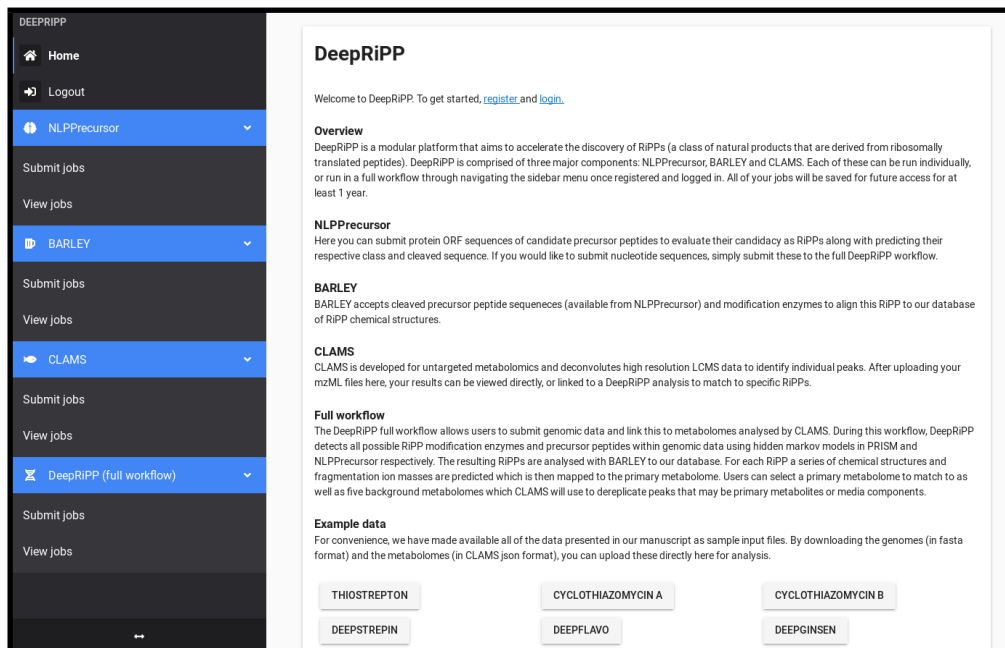 DEEPRIPP
Home
Logout
NLPPrecursor
Submit jobs
View jobs
BARLEY
Submit jobs
View jobs
CLAMS
Submit jobs
View jobs
DeepRiPP (full workflow)
Submit jobs
View jobs
DeepRiPP
Welcome to DeepRiPP. To get started, register and login.
Overview
DeepRiPP is a modular platform that aims to accelerate the discovery of RiPPs (a class of natural products that are derived from ribosomally
translated peptides). DeepRiPP is comprised of three major components: NLPPrecursor, BARLEY and CLAMS. Each of these can be run individually,
or run in a full workflow through navigating the sidebar menu once registered and logged in. All of your jobs will be saved for future access for at
least 1 year.
NLPPrecursor
Here you can submit protein ORF sequences of candidate precursor peptides to evaluate their candidacy as RiPPs along with predicting their
respective class and cleaved sequence. If you would like to submit nucleotide sequences, simply submit these to the full DeepRiPP workflow.
BARLEY
BARLEY accepts cleaved precursor peptide sequeneces (available from NLPPrecursor) and modification enzymes to align this RiPP to our database
of RiPP chemical structures.
CLAMS
CLAMS is developed for untargeted metabolomics and deconvolutes high resolution LCMS data to identify individual peaks. After uploading your
mzML files here, your results can be viewed directly, or linked to a DeepRiPP analysis to match to specific RiPPs.
Full workflow
The DeepRiPP full workflow allows users to submit genomic data and link this to metabolomes analysed by CLAMS. During this workflow, DeepRiPP
detects all possible RiPP modification enzymes and precursor peptides within genomic data using hidden markov models in PRISM and
NLPPrecursor respectively. The resulting RiPPs are analysed with BARLEY to our database. For each RiPP a series of chemical structures and
fragmentation ion masses are predicted which is then mapped to the primary metabolome. Users can select a primary metabolome to match to as
well as five background metabolomes which CLAMS will use to dereplicate peaks that may be primary metabolites or media components.
Example data
For convenience, we have made available all of the data presented in our manuscript as sample input files. By downloading the genomes (in fasta
format) and the metabolomes (in CLAMS json format), you can upload these directly here for analysis.
THIOSTREPTON CYCLOTHIAZOMYCIN A CYCLOTHIAZOMYCIN B
DEEPSTREPIN DEEPFLAVO DEEPGINSEN